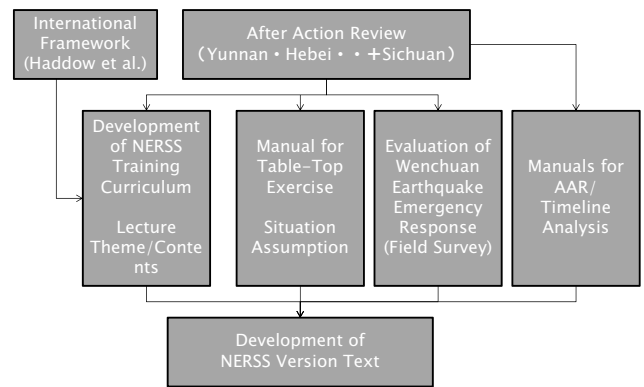 International
Framework
(Haddow et al.)
After Action Review
(Yunnan・Hebei・・+Sichuan)
Development
of NERSS
Training
Curriculum
Lecture
Theme/Conte
nts
Manual for
Table-Top
Exercise
Situation
Assumption
Evaluation of
Wenchuan
Earthquake
Emergency
Response
(Field Survey)
Manuals for
AAR/
Timeline
Analysis
Development of
NERSS Version Text